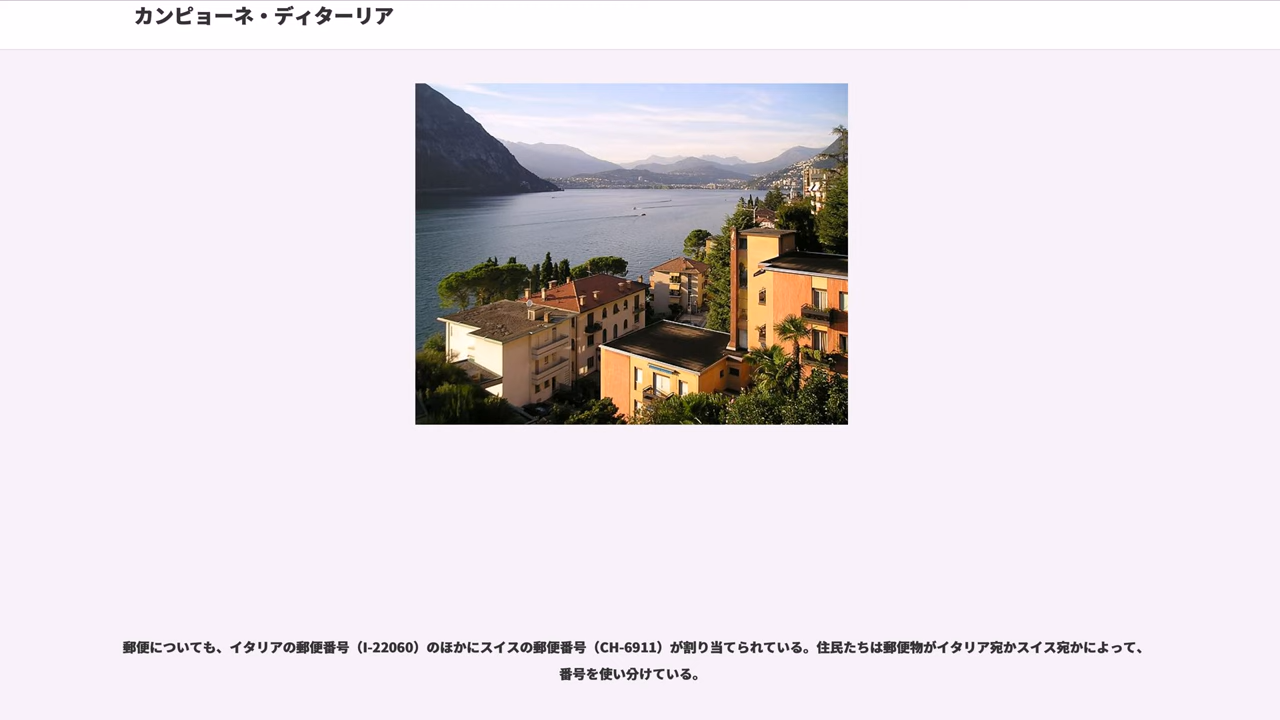 カンピョーネ・ディターリア
郵便についても、イタリアの郵便番号（I-22060）のほかにスイスの郵便番号（CH-6911）が割り当てられている。住民たちは郵便物がイタリア宛かスイス宛かによって、
番号を使い分けている。